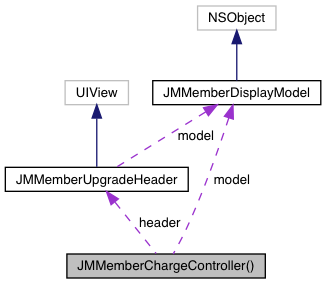 NSObject
UIView
JMMemberDisplayModel
model
JMMemberUpgradeHeader
model
header
JMMemberChargeController()